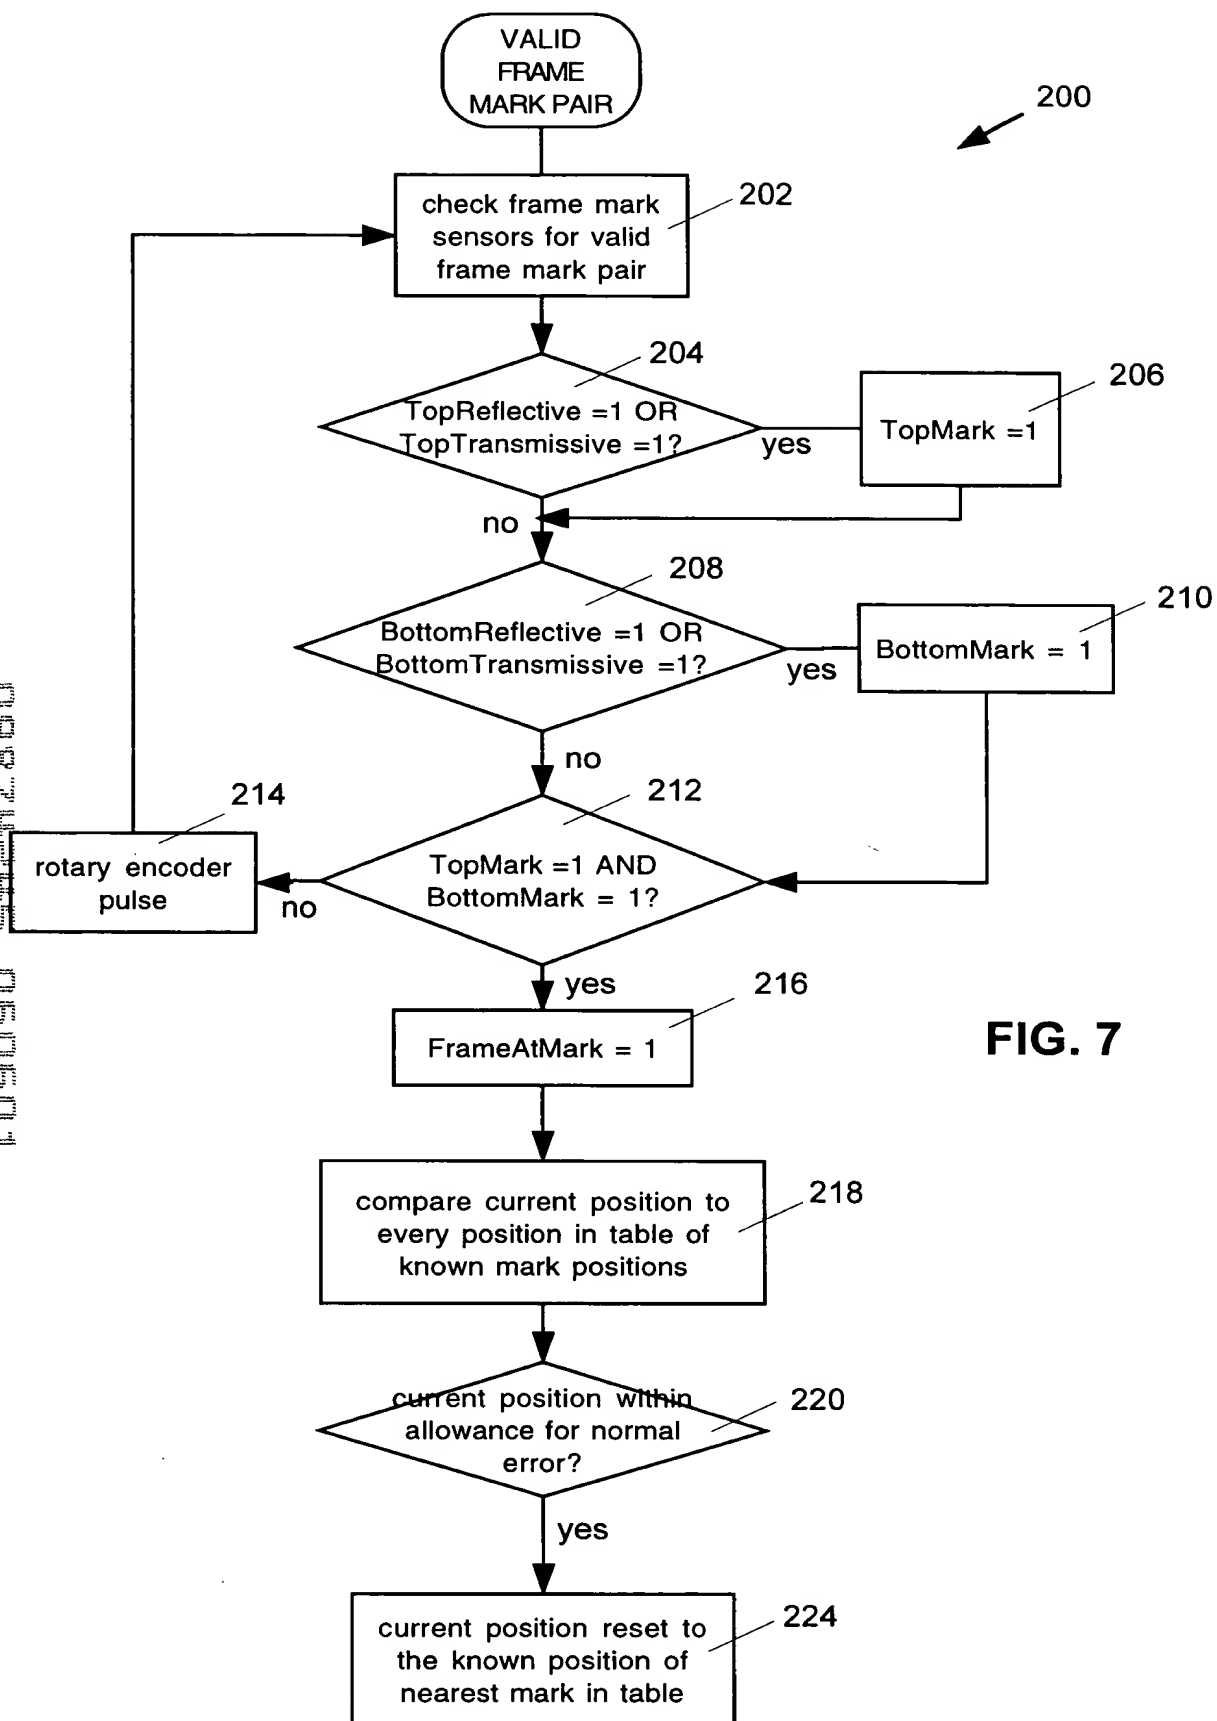 VALID
FRAME
MARK PAIR
200
check frame mark
sensors for valid
frame mark pair
202
204
TopReflective =1 OR
TopTransmissive =1?
yes
206
TopMark =1
no
208
BottomReflective =1 OR
BottomTransmissive =1?
yes
210
BottomMark = 1
no
212
TopMark =1 AND
BottomMark = 1?
214
rotary encoder
pulse
no
yes
216
FrameAtMark = 1
FIG. 7
218
compare current position to
every position in table of
known mark positions
220
current position within
allowance for normal
error?
yes
224
current position reset to
the known position of
nearest mark in table